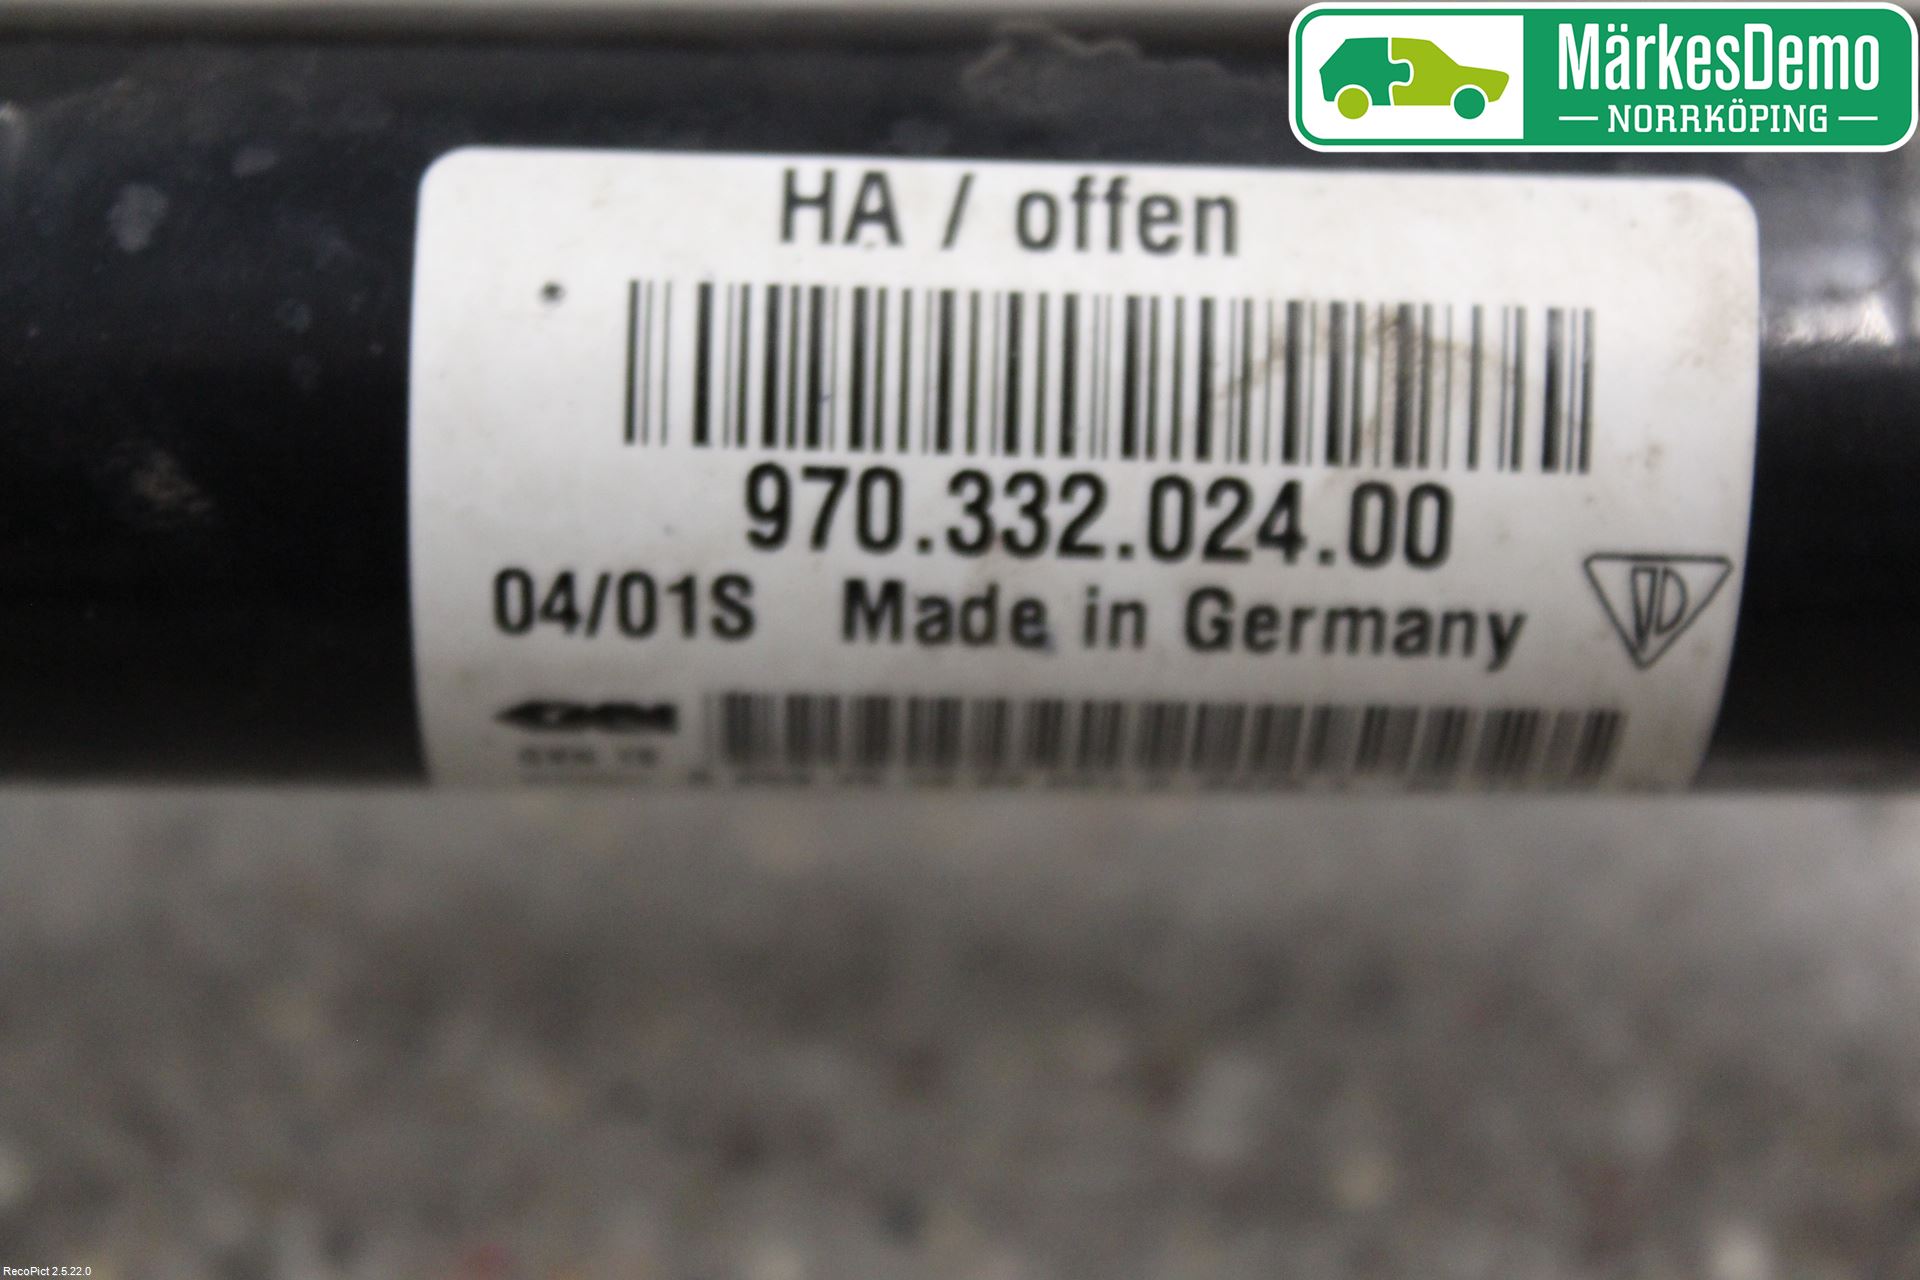 MärkesDemo
NORRKÖPING
HA / offen
970.332.024.00
04/01S Made in Germany
RecoPict 2.5.22.0